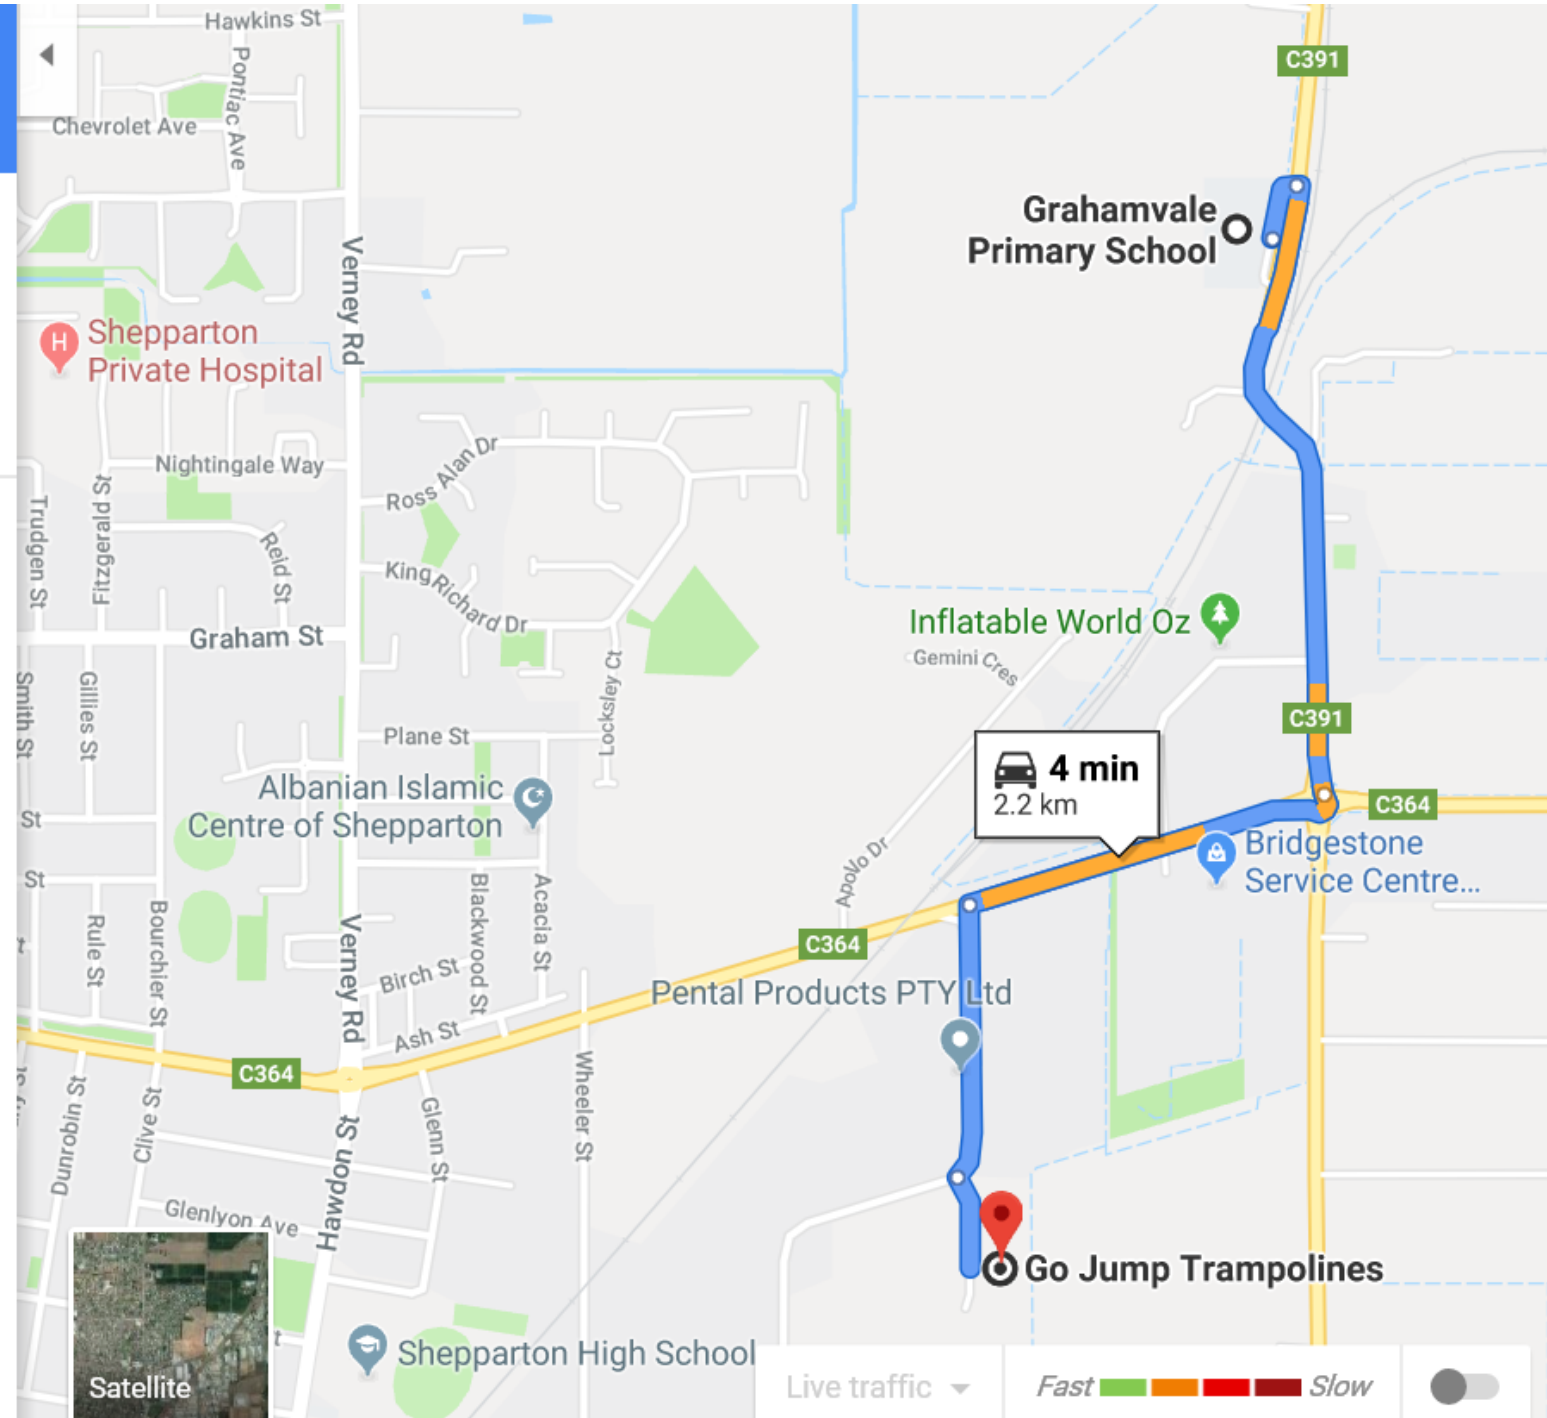 Hawkins St
Pontiac Ave
Chevrolet Ave
C391
Grahamvale
Primary School
Verney Rd
Shepparton
Private Hospital
H
Nightingale Way
Ross Alan Dr
Trudgen St
Fitzgerald St
Reid St
King Richard Dr
Graham St
Inflatable World Oz
Gemini Cres
Smith St
Gillies St
Locksley Ct
Plane St
C391
4 min
2.2 km
Albanian Islamic
Centre of Shepparton
St
C364
Bridgestone
Service Centre...
St
Apollo Dr
Rule St
Bourchier St
Verney Rd
Blackwood St
Acacia St
C364
Birch St
Pental Products PTY Ltd
Ash St
C364
Dunrobin St
Clive St
Hawdon St
Glenn St
Wheeler St
Glenlyon Ave
Go Jump Trampolines
Shepparton High School
Satellite
Live traffic
Fast
Slow